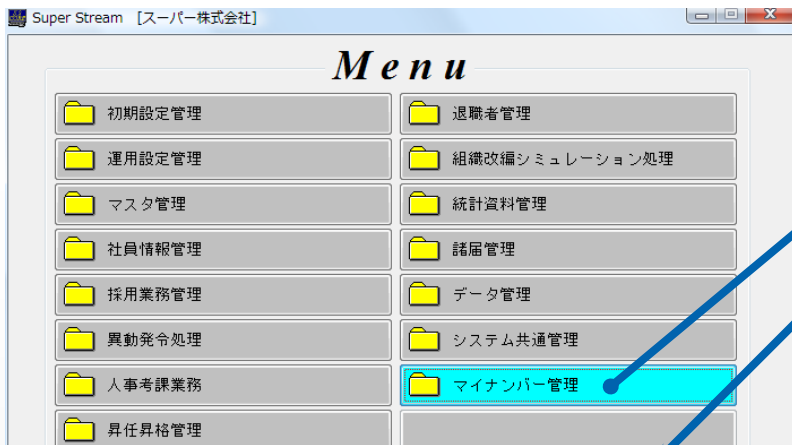 Super Stream [スーパー株式会社]
Menu
初期設定管理
運用設定管理
マスタ管理
社員情報管理
採用業務管理
異動発令処理
人事考課業務
昇任昇格管理
退職者管理
組織改編シミュレーション処理
統計資料管理
諸届管理
データ管理
システム共通管理
マイナンバー管理